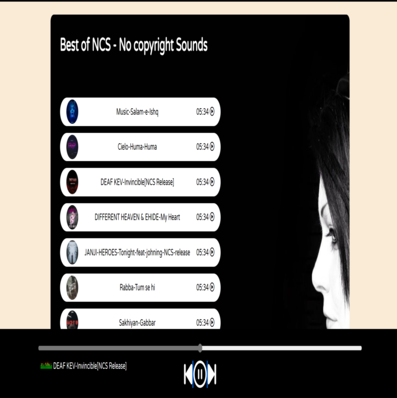 Best of NCS - No copyright Sounds
Music-Salam-e-Ishq 05:34
Cielo-Huma-Huma 05:34
DEAF KEV-Invincible[NCS Release] 05:34
DIFFERENT HEAVEN & EHIDE-My Heart 05:34
JANJI-HEROES-Tonight-feat-johning-NCS-release 05:34
Rabba-Tum se hi 05:34
Sakhiyan-Gabbar 05:34
DEAF KEV-Invincible[NCS Release]